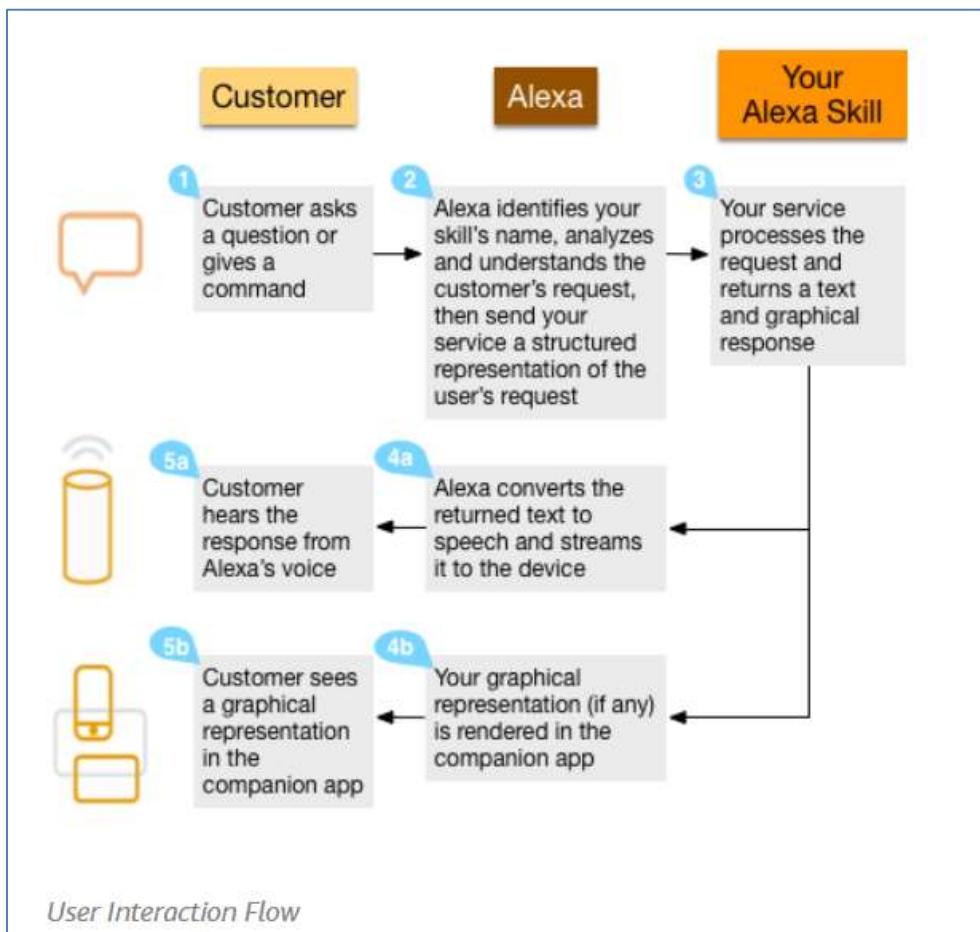 Customer
Alexa
Your
Alexa Skill
1
Customer asks
a question or
gives a
command
2
Alexa identifies your
skill's name, analyzes
and understands the
customer's request,
then send your
service a structured
representation of the
user's request
3
Your service
processes the
request and
returns a text
and graphical
response
5a
Customer
hears the
response from
Alexa's voice
4a
Alexa converts the
returned text to
speech and streams
it to the device
5b
Customer sees
a graphical
representation
in the
companion app
4b
Your graphical
representation (if any)
is rendered in the
companion app
User Interaction Flow